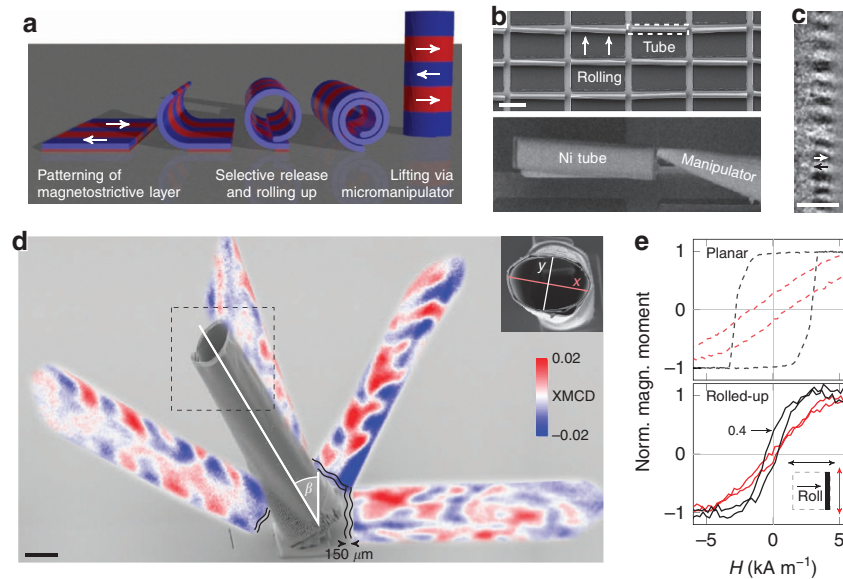 a
Patterning of
magnetostrictive layer
Selective release
and rolling up
Lifting via
micromanipulator
b
Tube
Rolling
Ni tube
Manipulator
c
d
y
x
0.02
XMCD
−0.02
β
150 μm
e
Norm. magn. moment
1
Planar
0
−1
1
Rolled-up
0.4
0
Roll
−1
−5
0
5
H (kA m⁻¹)